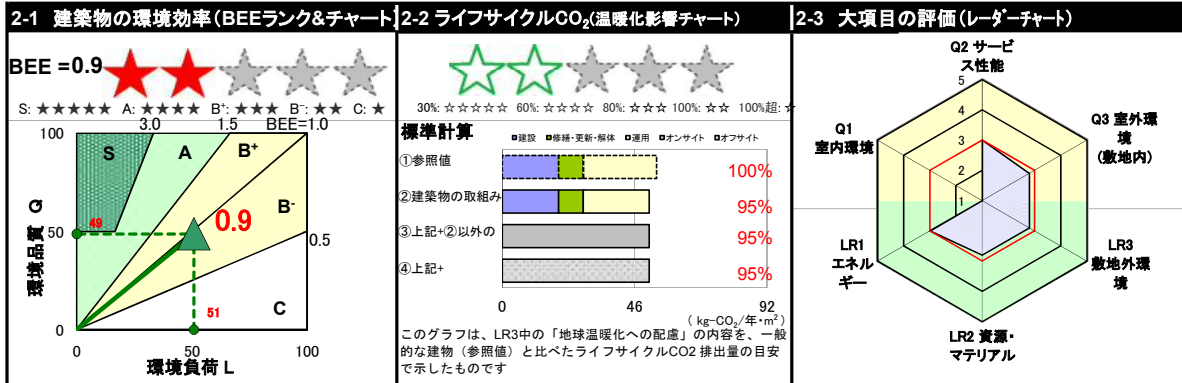 2-1 建築物の環境効率(BEEランク&チャート)
BEE =0.9
S: ★★★★★ A: ★★★★ B⁺: ★★★ B⁻: ★★ C: ★
3.0 1.5 BEE=1.0
100
S A B⁺
B⁻
49
50
0.9
0.5
51
C
0
0 50 100
環境品質 Q
環境負荷 L
2-2 ライフサイクルCO₂(温暖化影響チャート)
30%: ☆☆☆☆☆ 60%: ☆☆☆☆ 80%: ☆☆☆ 100%: ☆☆ 100%超: ☆
標準計算
建設 修繕・更新・解体 運用 オンサイト オフサイト
①参照値 100%
②建築物の取組み 95%
③上記+②以外の 95%
④上記+ 95%
0 46 92
( kg-CO₂/年・m²)
このグラフは、LR3中の「地球温暖化への配慮」の内容を、一般
的な建物(参照値)と比べたライフサイクルCO2 排出量の目安
で示したものです
2-3 大項目の評価(レーダーチャート)
Q2 サービ
ス性能
5
4
3
2
1
Q1
室内環境
Q3 室外環
境
(敷地内)
LR1
エネル
ギー
LR3
敷地外環
境
LR2 資源・
マテリアル